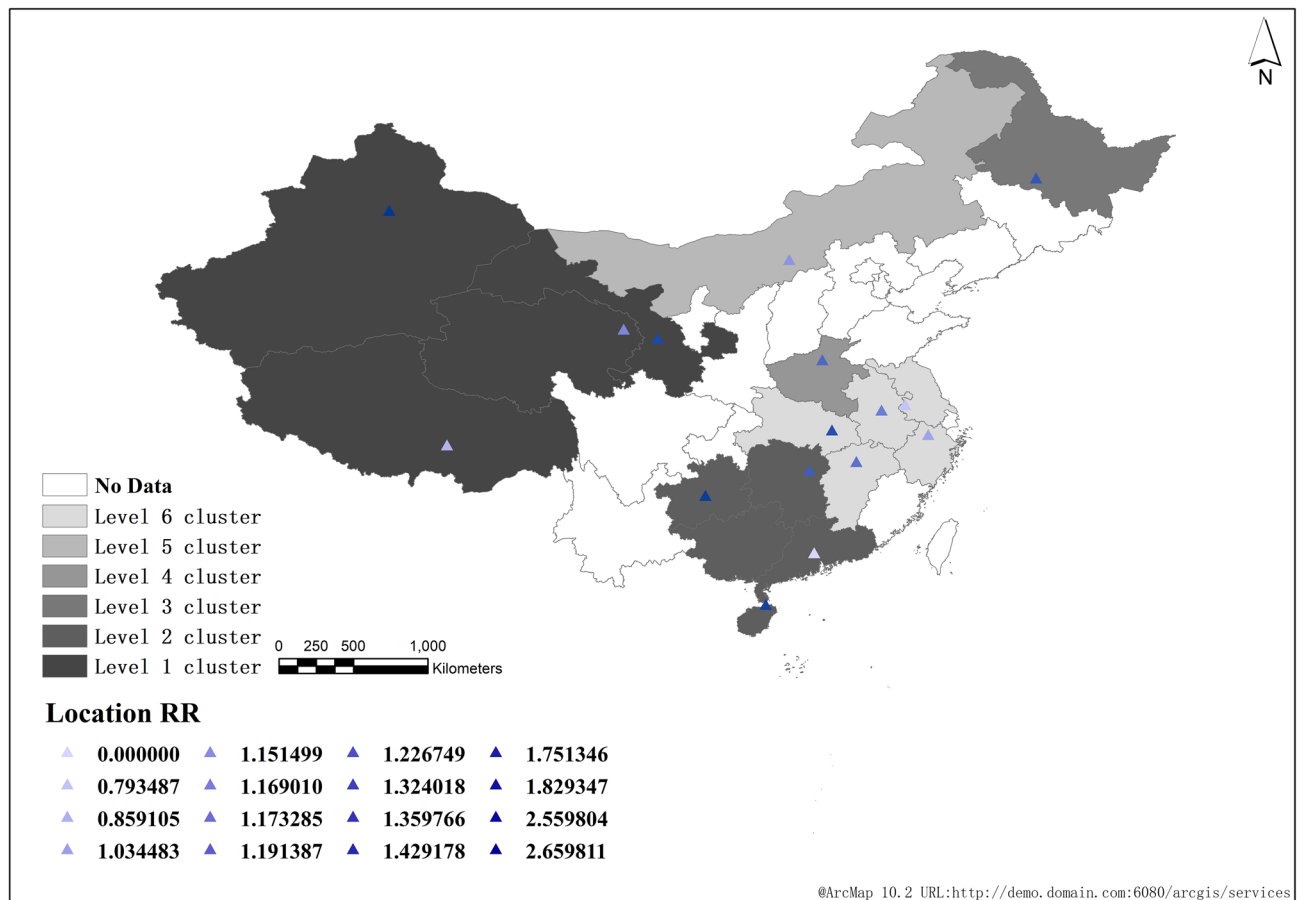 N
No Data
Level 6 cluster
Level 5 cluster
Level 4 cluster
Level 3 cluster
Level 2 cluster
Level 1 cluster
0 250 500 1,000
Kilometers
Location RR
0.000000 1.151499 1.226749 1.751346
0.793487 1.169010 1.324018 1.829347
0.859105 1.173285 1.359766 2.559804
1.034483 1.191387 1.429178 2.659811
@ArcMap 10.2 URL:http://demo.domain.com:6080/arcgis/services